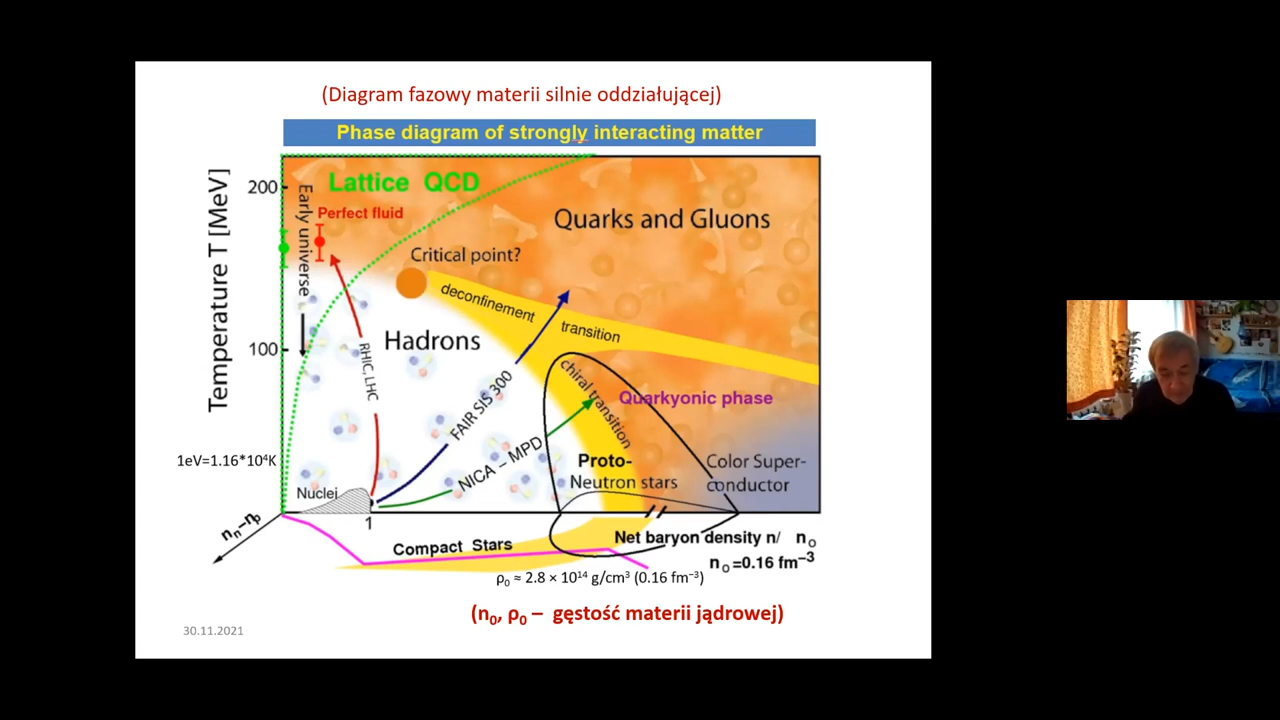 (Diagram fazowy materii silnie oddziałującej)
Phase diagram of strongly interacting matter
Temperature T [MeV]
200
100
Lattice QCD
Early universe
Perfect fluid
Quarks and Gluons
Critical point?
deconfinement transition
Hadrons
RHIC, LHC
FAIR SIS 300
chiral transition
Quarkyonic phase
NICA – MPD
1eV=1.16*10⁴K
Proto-
Neutron stars
Color Super-
conductor
Nuclei
1
nₙ–nₚ
Net baryon density n/ n₀
n₀=0.16 fm⁻³
Compact Stars
ρ₀ ≈ 2.8 × 10¹⁴ g/cm³ (0.16 fm⁻³)
(n₀, ρ₀ – gęstość materii jądrowej)
30.11.2021